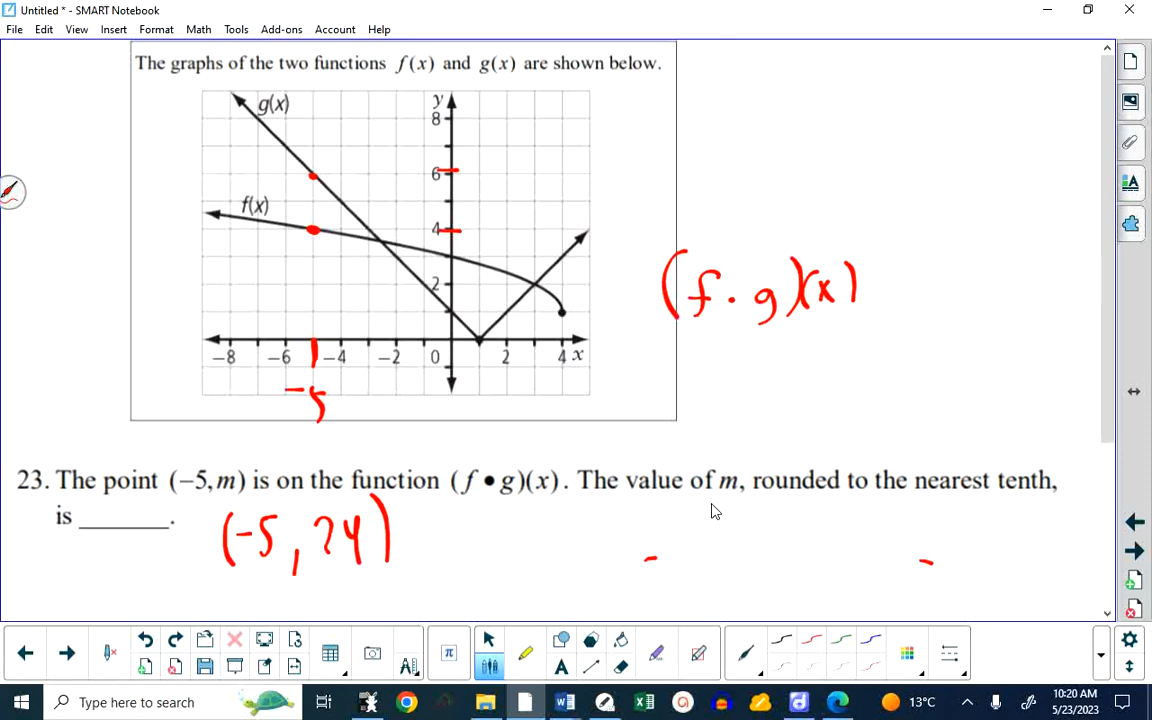 Untitled * - SMART Notebook
File Edit View Insert Format Math Tools Add-ons Account Help
The graphs of the two functions f(x) and g(x) are shown below.
g(x)
y
8
6
f(x)
4
2
−8 −6 −4 −2 0 2 4 x
−5
(f · g)(x)
23. The point (−5, m) is on the function (f • g)(x). The value of m, rounded to the nearest tenth,
is ________.
(-5, 24)
π
A
Type here to search
13°C
10:20 AM
5/23/2023